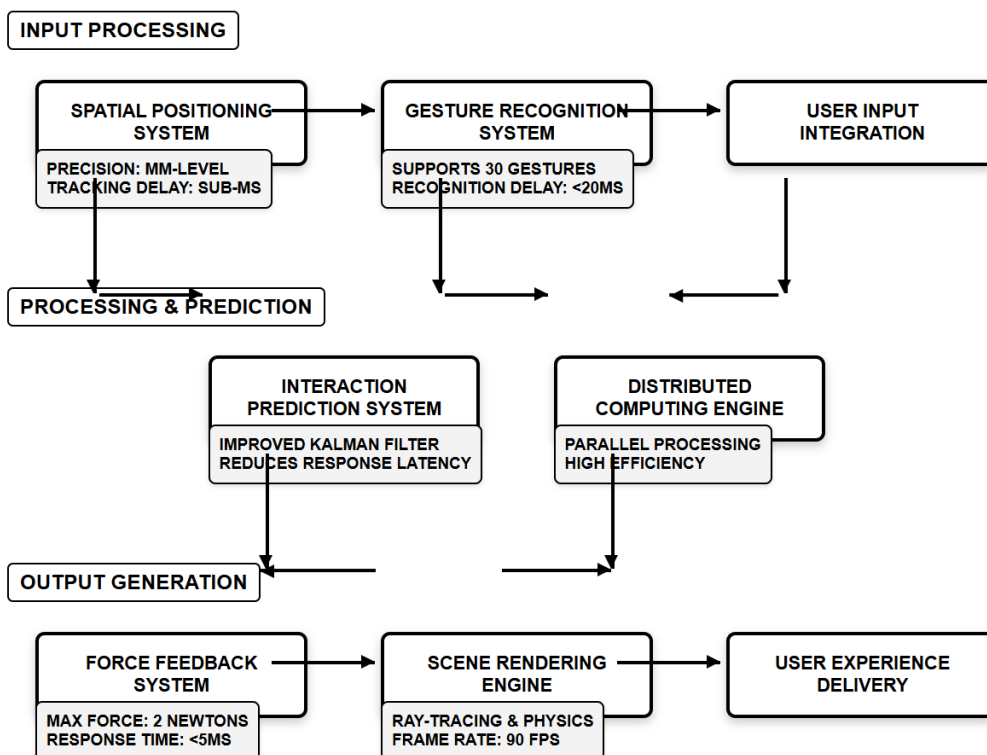 INPUT PROCESSING
SPATIAL POSITIONING
SYSTEM
PRECISION: MM-LEVEL
TRACKING DELAY: SUB-MS
GESTURE RECOGNITION
SYSTEM
SUPPORTS 30 GESTURES
RECOGNITION DELAY: <20MS
USER INPUT
INTEGRATION
PROCESSING & PREDICTION
INTERACTION
PREDICTION SYSTEM
IMPROVED KALMAN FILTER
REDUCES RESPONSE LATENCY
DISTRIBUTED
COMPUTING ENGINE
PARALLEL PROCESSING
HIGH EFFICIENCY
OUTPUT GENERATION
FORCE FEEDBACK
SYSTEM
MAX FORCE: 2 NEWTONS
RESPONSE TIME: <5MS
SCENE RENDERING
ENGINE
RAY-TRACING & PHYSICS
FRAME RATE: 90 FPS
USER EXPERIENCE
DELIVERY